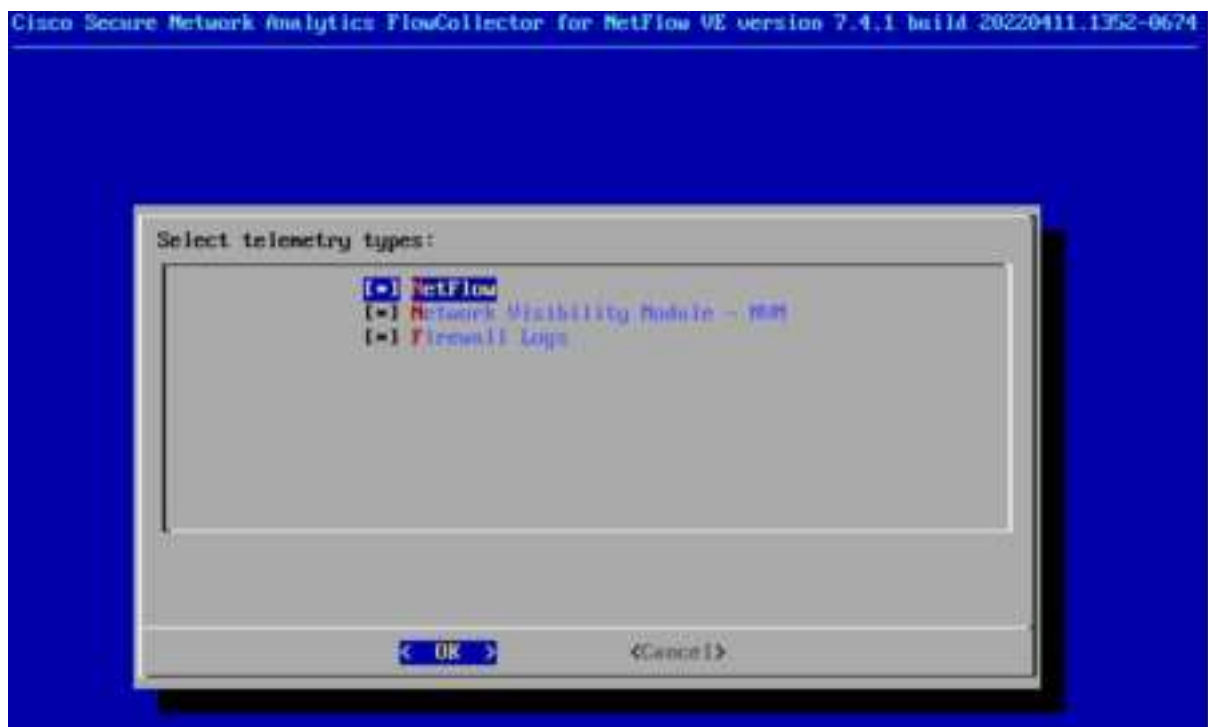 Cisco Secure Network Analytics FlowCollector for NetFlow VE version 7.4.1 build 20220411.1352-0674
Select telemetry types:
[*] NetFlow
[*] Network Visibility Module - NVM
[*] Firewall Logs
< OK > <Cancel>